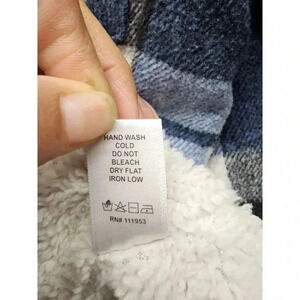 HAND WASH
COLD
DO NOT
BLEACH
DRY FLAT
IRON LOW
RN# 111953